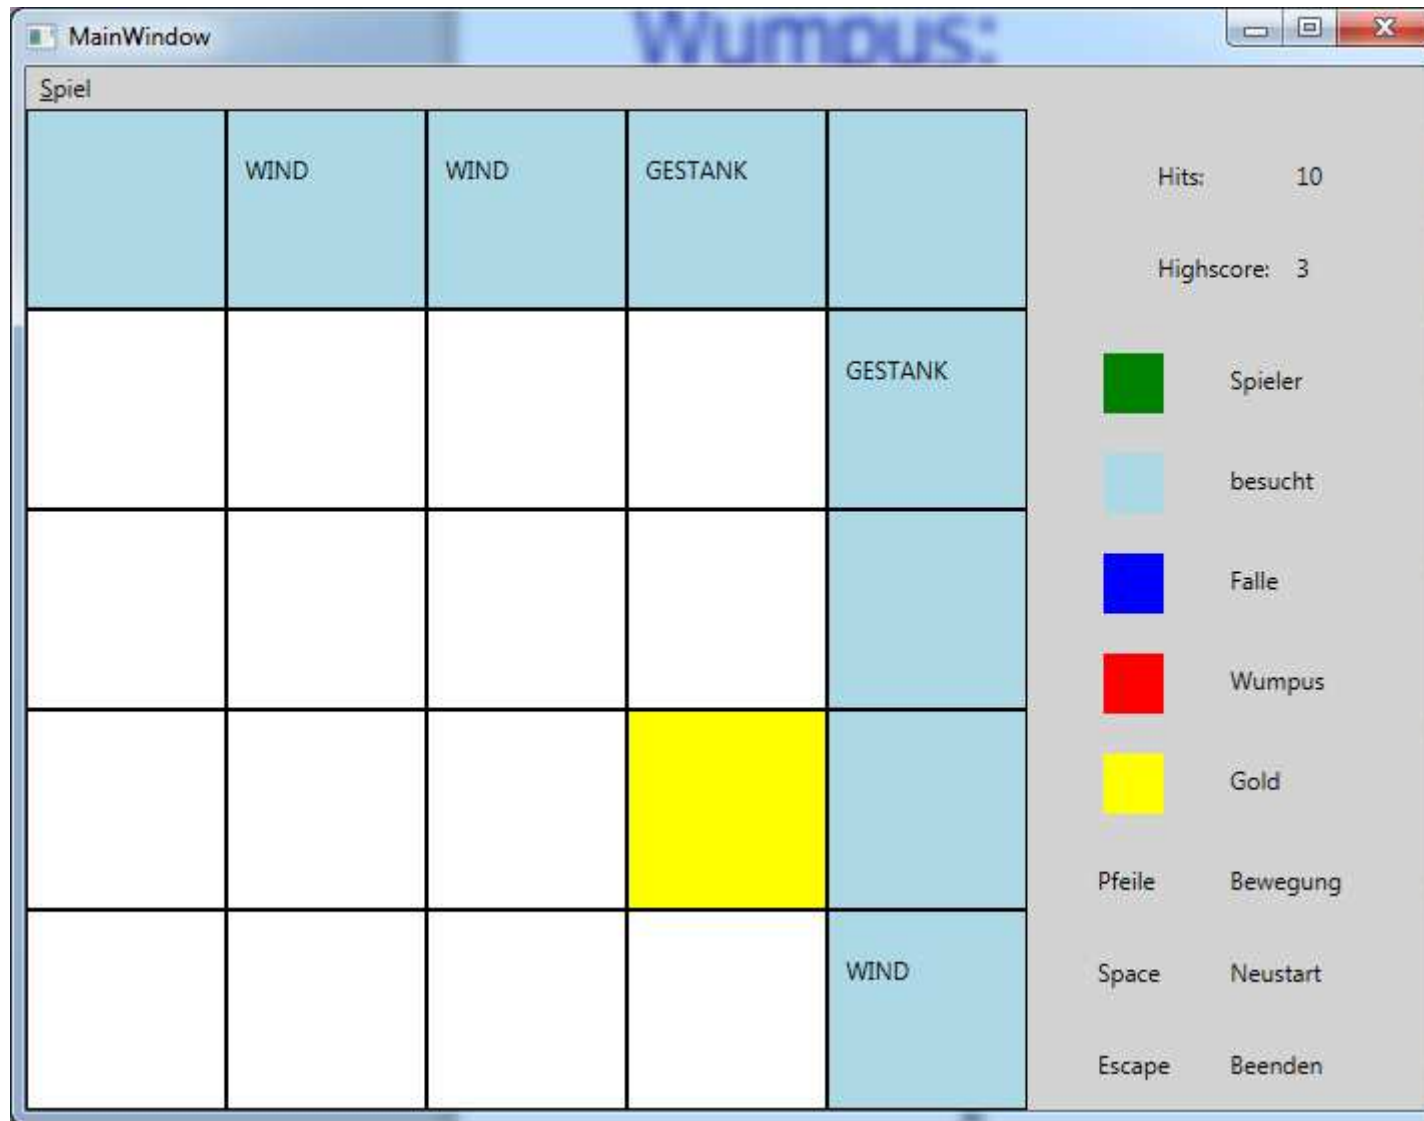 Wumpus:
MainWindow
Spiel
WIND WIND GESTANK
Hits: 10
Highscore: 3
GESTANK
Spieler
besucht
Falle
Wumpus
Gold
Pfeile Bewegung
WIND
Space Neustart
Escape Beenden